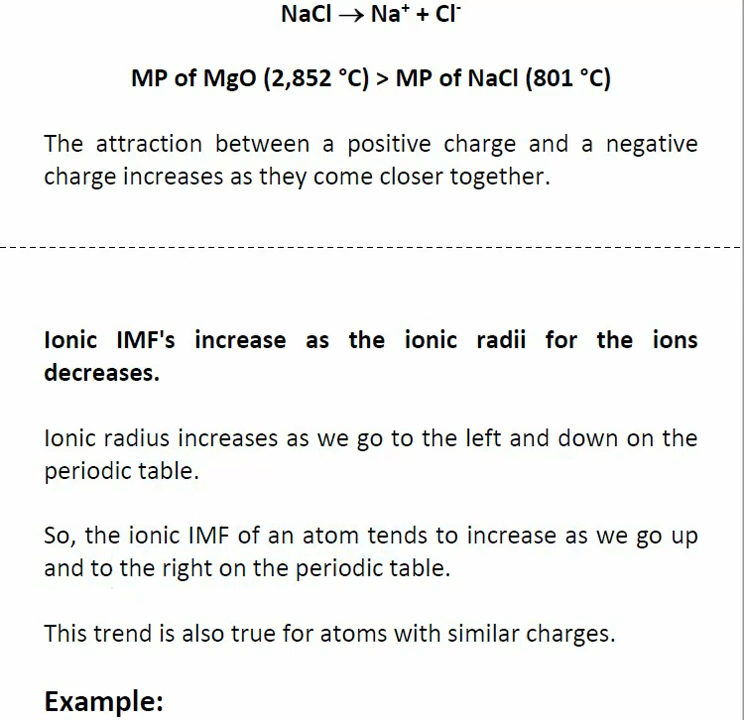 NaCl → Na⁺ + Cl⁻
MP of MgO (2,852 °C) > MP of NaCl (801 °C)
The attraction between a positive charge and a negative
charge increases as they come closer together.
Ionic IMF's increase as the ionic radii for the ions
decreases.
Ionic radius increases as we go to the left and down on the
periodic table.
So, the ionic IMF of an atom tends to increase as we go up
and to the right on the periodic table.
This trend is also true for atoms with similar charges.
Example: